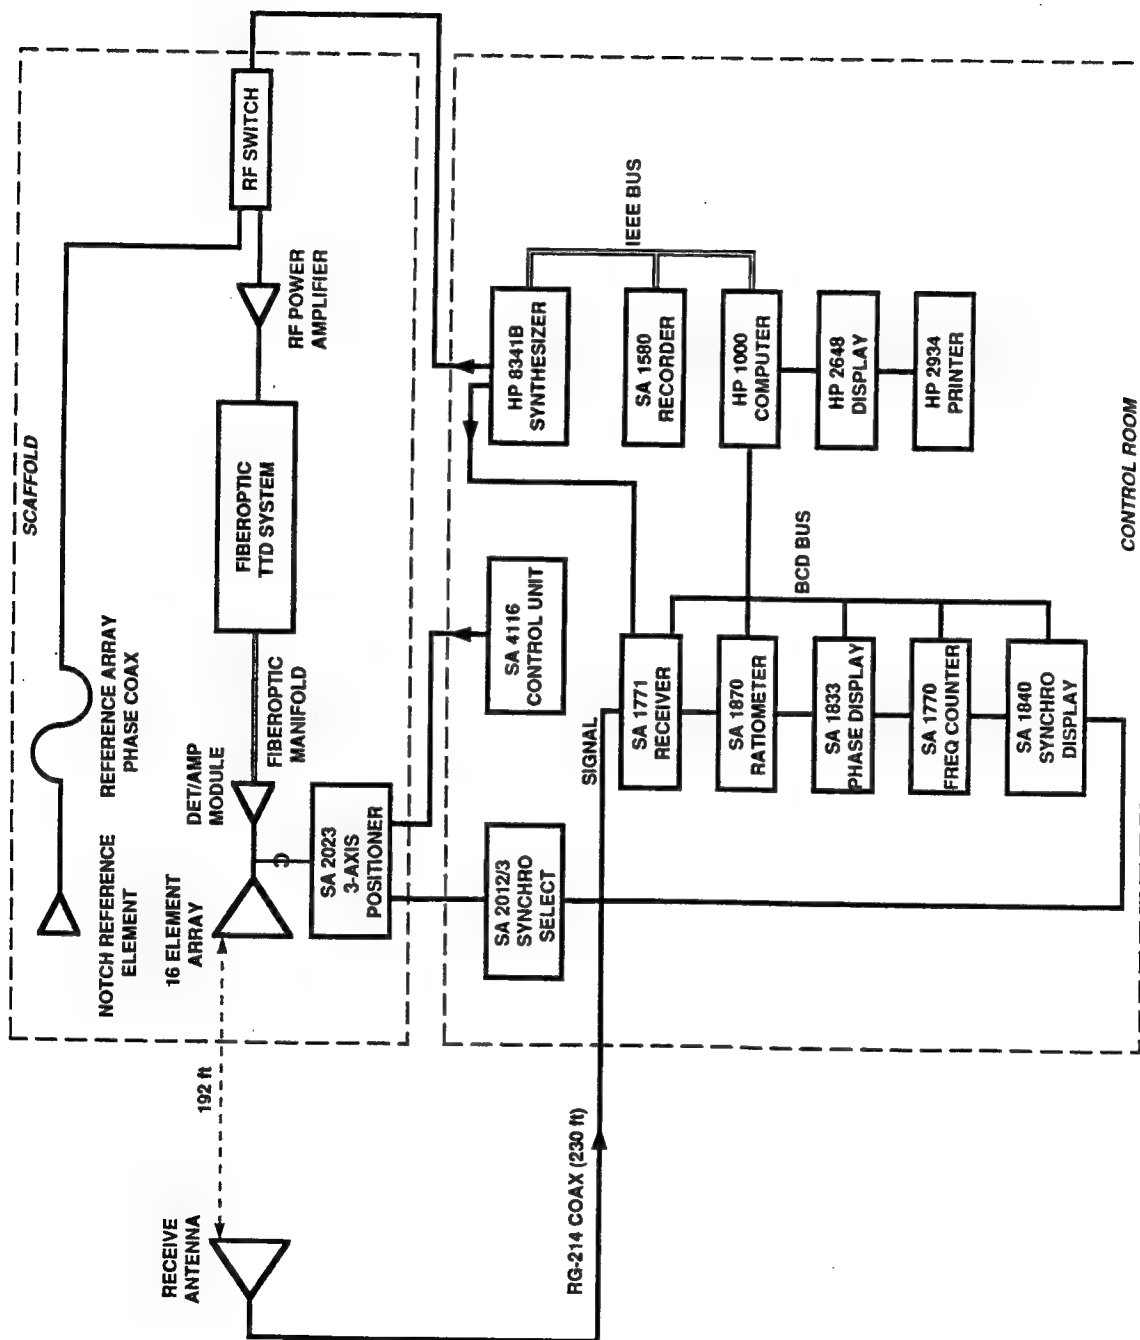 SCAFFOLD
NOTCH REFERENCE
ELEMENT
REFERENCE ARRAY
PHASE COAX
RF SWITCH
RECEIVE
ANTENNA
192 ft
16 ELEMENT
ARRAY
DET/AMP
MODULE
FIBEROPTIC
MANIFOLD
FIBEROPTIC
TTD SYSTEM
RF POWER
AMPLIFIER
SA 2023
3-AXIS
POSITIONER
SA 2012/3
SYNCHRO
SELECT
SA 4116
CONTROL UNIT
HP 8341B
SYNTHESIZER
IEEE BUS
RG-214 COAX (230 ft)
SIGNAL
SA 1771
RECEIVER
SA 1870
RATIOMETER
SA 1833
PHASE DISPLAY
SA 1770
FREQ COUNTER
SA 1840
SYNCHRO
DISPLAY
BCD BUS
SA 1580
RECORDER
HP 1000
COMPUTER
HP 2648
DISPLAY
HP 2934
PRINTER
CONTROL ROOM